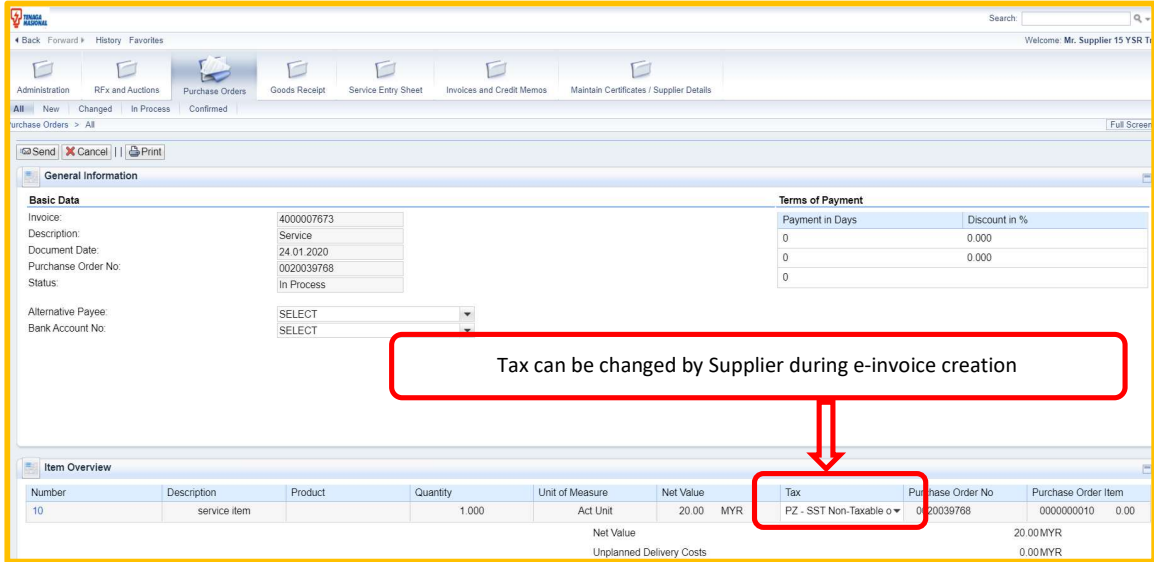 TENAGA
NASIONAL
Search:
Back Forward History Favorites
Welcome: Mr. Supplier 15 YSR Tr
Administration RFx and Auctions Purchase Orders Goods Receipt Service Entry Sheet Invoices and Credit Memos Maintain Certificates / Supplier Details
All New Changed In Process Confirmed
urchase Orders > All
Full Screen
Send Cancel || Print
General Information
Basic Data Terms of Payment
Invoice: 4000007673 Payment in Days Discount in %
Description: Service 0 0.000
Document Date: 24.01.2020 0 0.000
Purchanse Order No: 0020039768 0
Status: In Process
Alternative Payee: SELECT
Bank Account No: SELECT
Tax can be changed by Supplier during e-invoice creation
Item Overview
Number Description Product Quantity Unit of Measure Net Value Tax Purchase Order No Purchase Order Item
10 service item 1.000 Act Unit 20.00 MYR PZ - SST Non-Taxable o 0020039768 0000000010 0.00
Net Value 20.00 MYR
Unplanned Delivery Costs 0.00 MYR